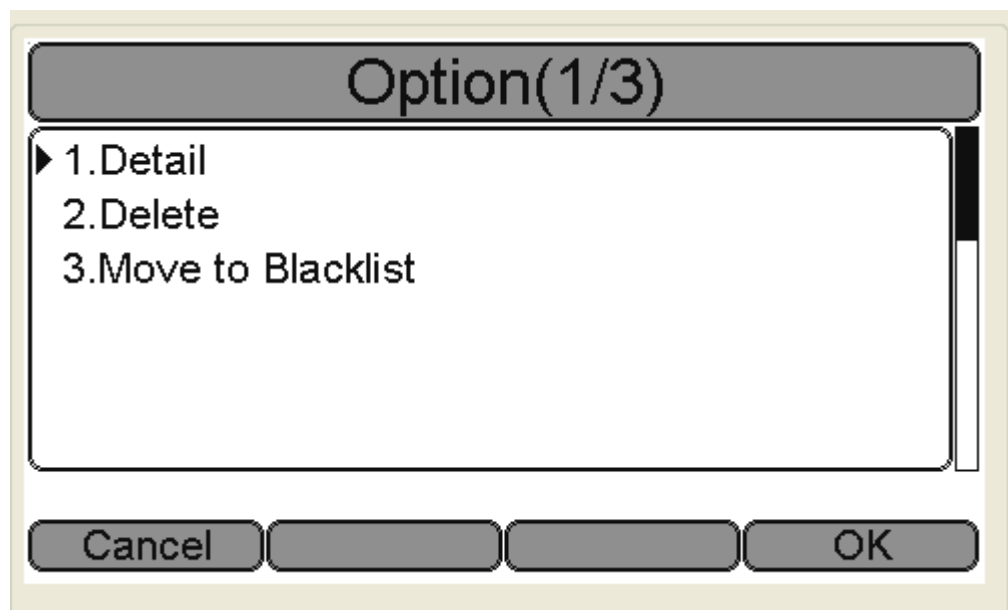 Option(1/3)
1.Detail
2.Delete
3.Move to Blacklist
Cancel OK